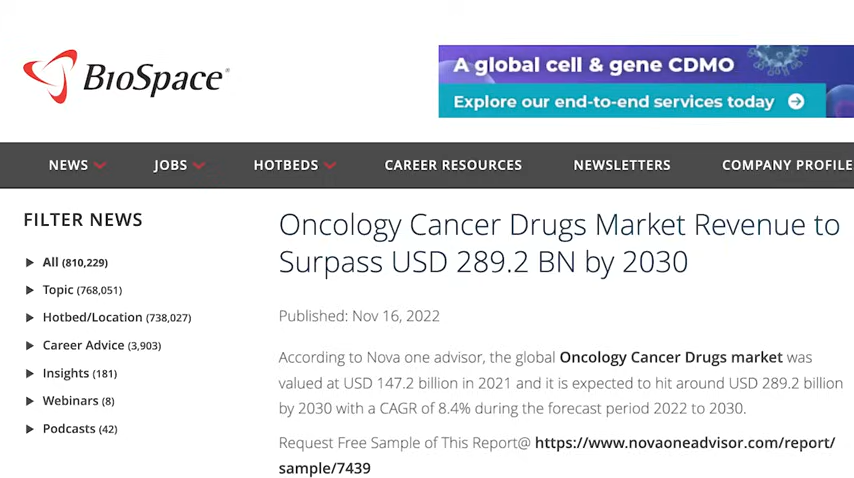 BioSpace®
A global cell & gene CDMO
Explore our end-to-end services today
NEWS JOBS HOTBEDS CAREER RESOURCES NEWSLETTERS COMPANY PROFILE
FILTER NEWS
All (810,229)
Topic (768,051)
Hotbed/Location (738,027)
Career Advice (3,903)
Insights (181)
Webinars (8)
Podcasts (42)
Oncology Cancer Drugs Market Revenue to
Surpass USD 289.2 BN by 2030
Published: Nov 16, 2022
According to Nova one advisor, the global Oncology Cancer Drugs market was
valued at USD 147.2 billion in 2021 and it is expected to hit around USD 289.2 billion
by 2030 with a CAGR of 8.4% during the forecast period 2022 to 2030.
Request Free Sample of This Report@ https://www.novaoneadvisor.com/report/
sample/7439